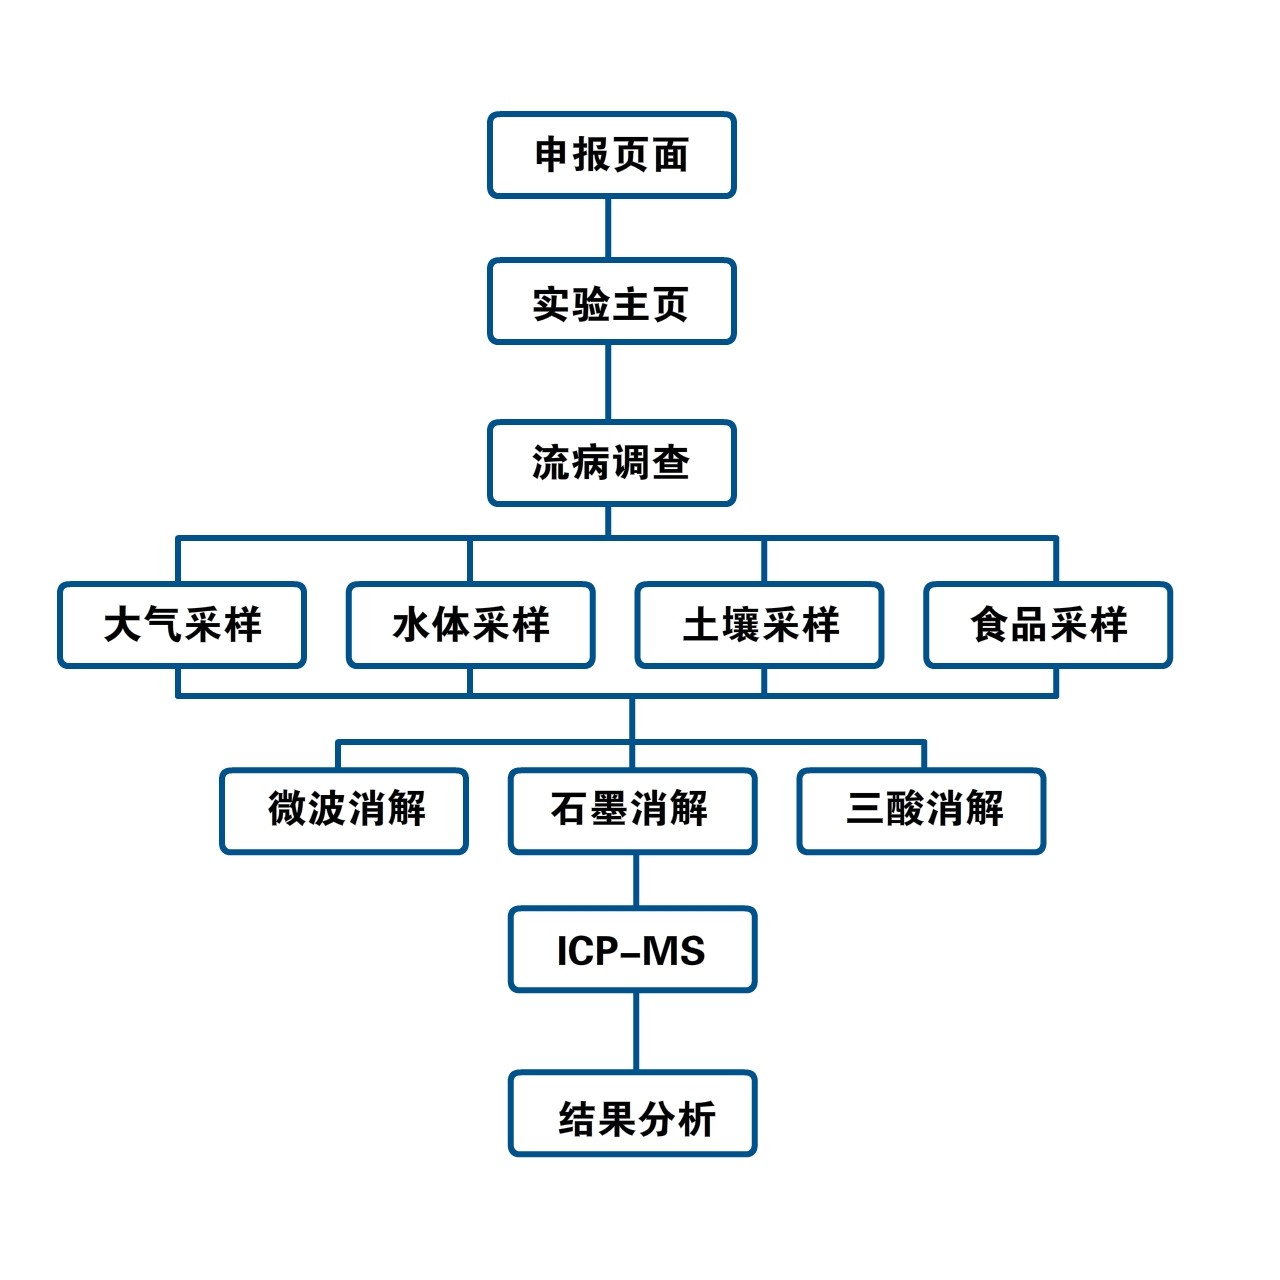 申报页面
实验主页
流病调查
大气采样
水体采样
土壤采样
食品采样
微波消解
石墨消解
三酸消解
ICP-MS
结果分析